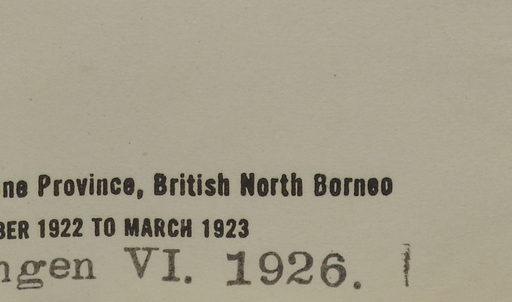 ne Province, British North Borneo
BER 1922 TO MARCH 1923
ngen VI. 1926.